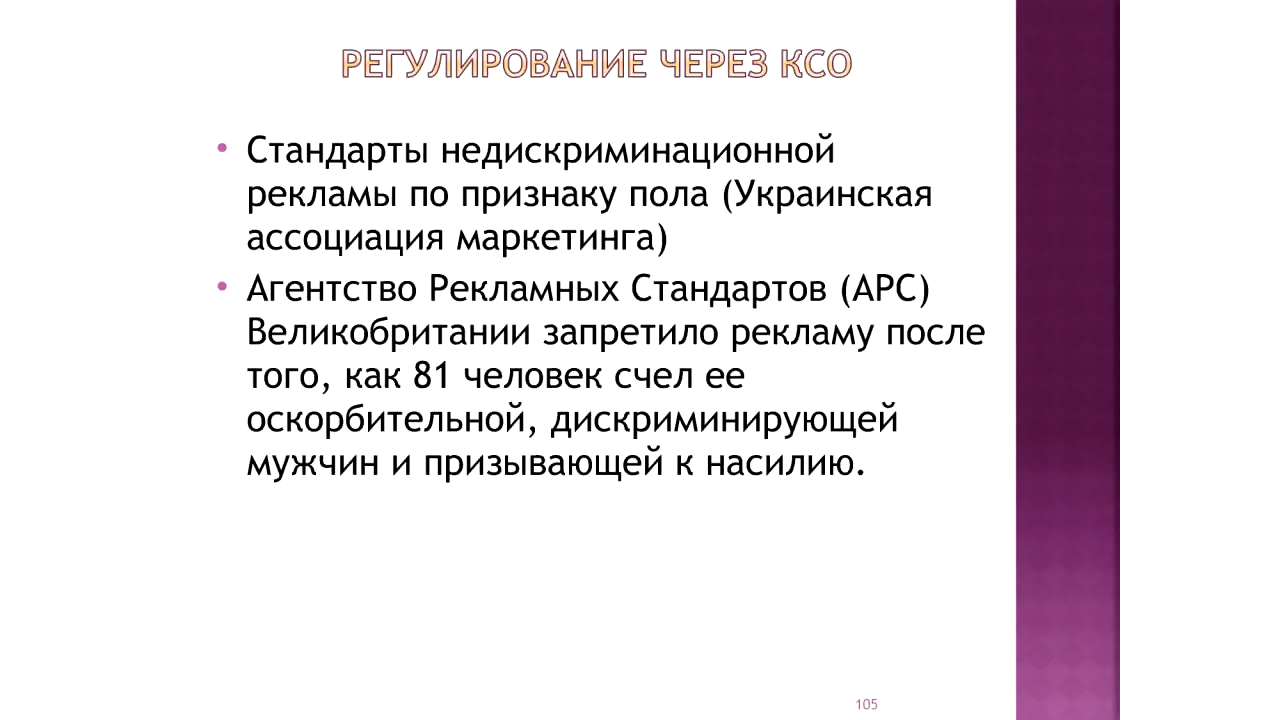 РЕГУЛИРОВАНИЕ ЧЕРЕЗ КСО
• Стандарты недискриминационной
рекламы по признаку пола (Украинская
ассоциация маркетинга)
• Агентство Рекламных Стандартов (АРС)
Великобритании запретило рекламу после
того, как 81 человек счел ее
оскорбительной, дискриминирующей
мужчин и призывающей к насилию.
105